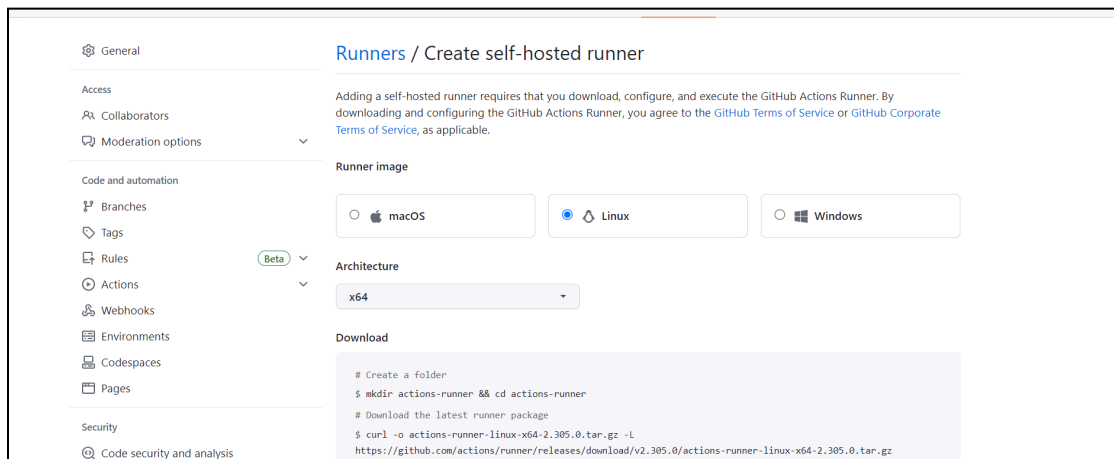 General
Access
Collaborators
Moderation options
Code and automation
Branches
Tags
Rules
Beta
Actions
Webhooks
Environments
Codespaces
Pages
Security
Code security and analysis
Runners / Create self-hosted runner
Adding a self-hosted runner requires that you download, configure, and execute the GitHub Actions Runner. By
downloading and configuring the GitHub Actions Runner, you agree to the GitHub Terms of Service or GitHub Corporate
Terms of Service, as applicable.
Runner image
macOS
Linux
Windows
Architecture
x64
Download
# Create a folder
$ mkdir actions-runner && cd actions-runner
# Download the latest runner package
$ curl -o actions-runner-linux-x64-2.305.0.tar.gz -L
https://github.com/actions/runner/releases/download/v2.305.0/actions-runner-linux-x64-2.305.0.tar.gz